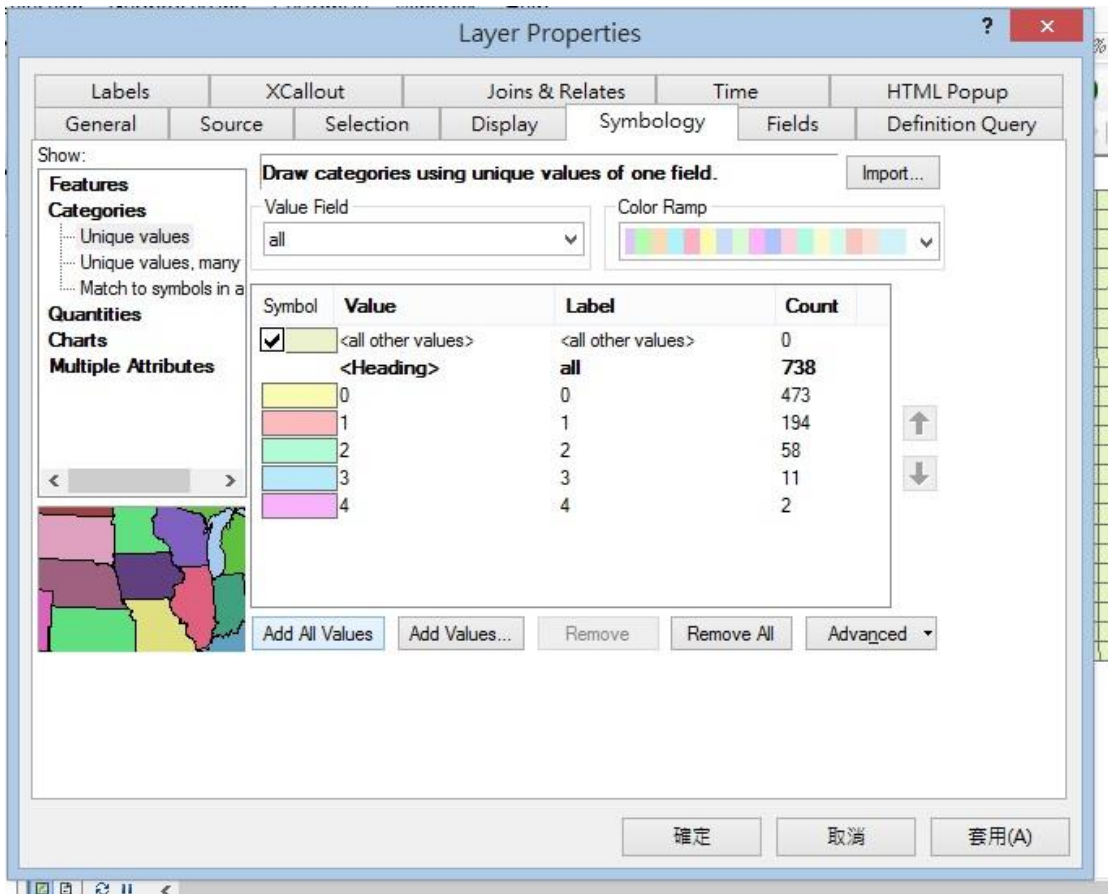 Layer Properties
?
×
%
Labels XCallout Joins & Relates Time HTML Popup
General Source Selection Display Symbology Fields Definition Query
Show:
Features
Categories
Unique values
Unique values, many
Match to symbols in a
Quantities
Charts
Multiple Attributes
Draw categories using unique values of one field.
Import...
Value Field
all
Color Ramp
Symbol Value Label Count
<all other values> <all other values> 0
<Heading> all 738
0 0 473
1 1 194
2 2 58
3 3 11
4 4 2
Add All Values Add Values... Remove Remove All Advanced
確定 取消 套用(A)